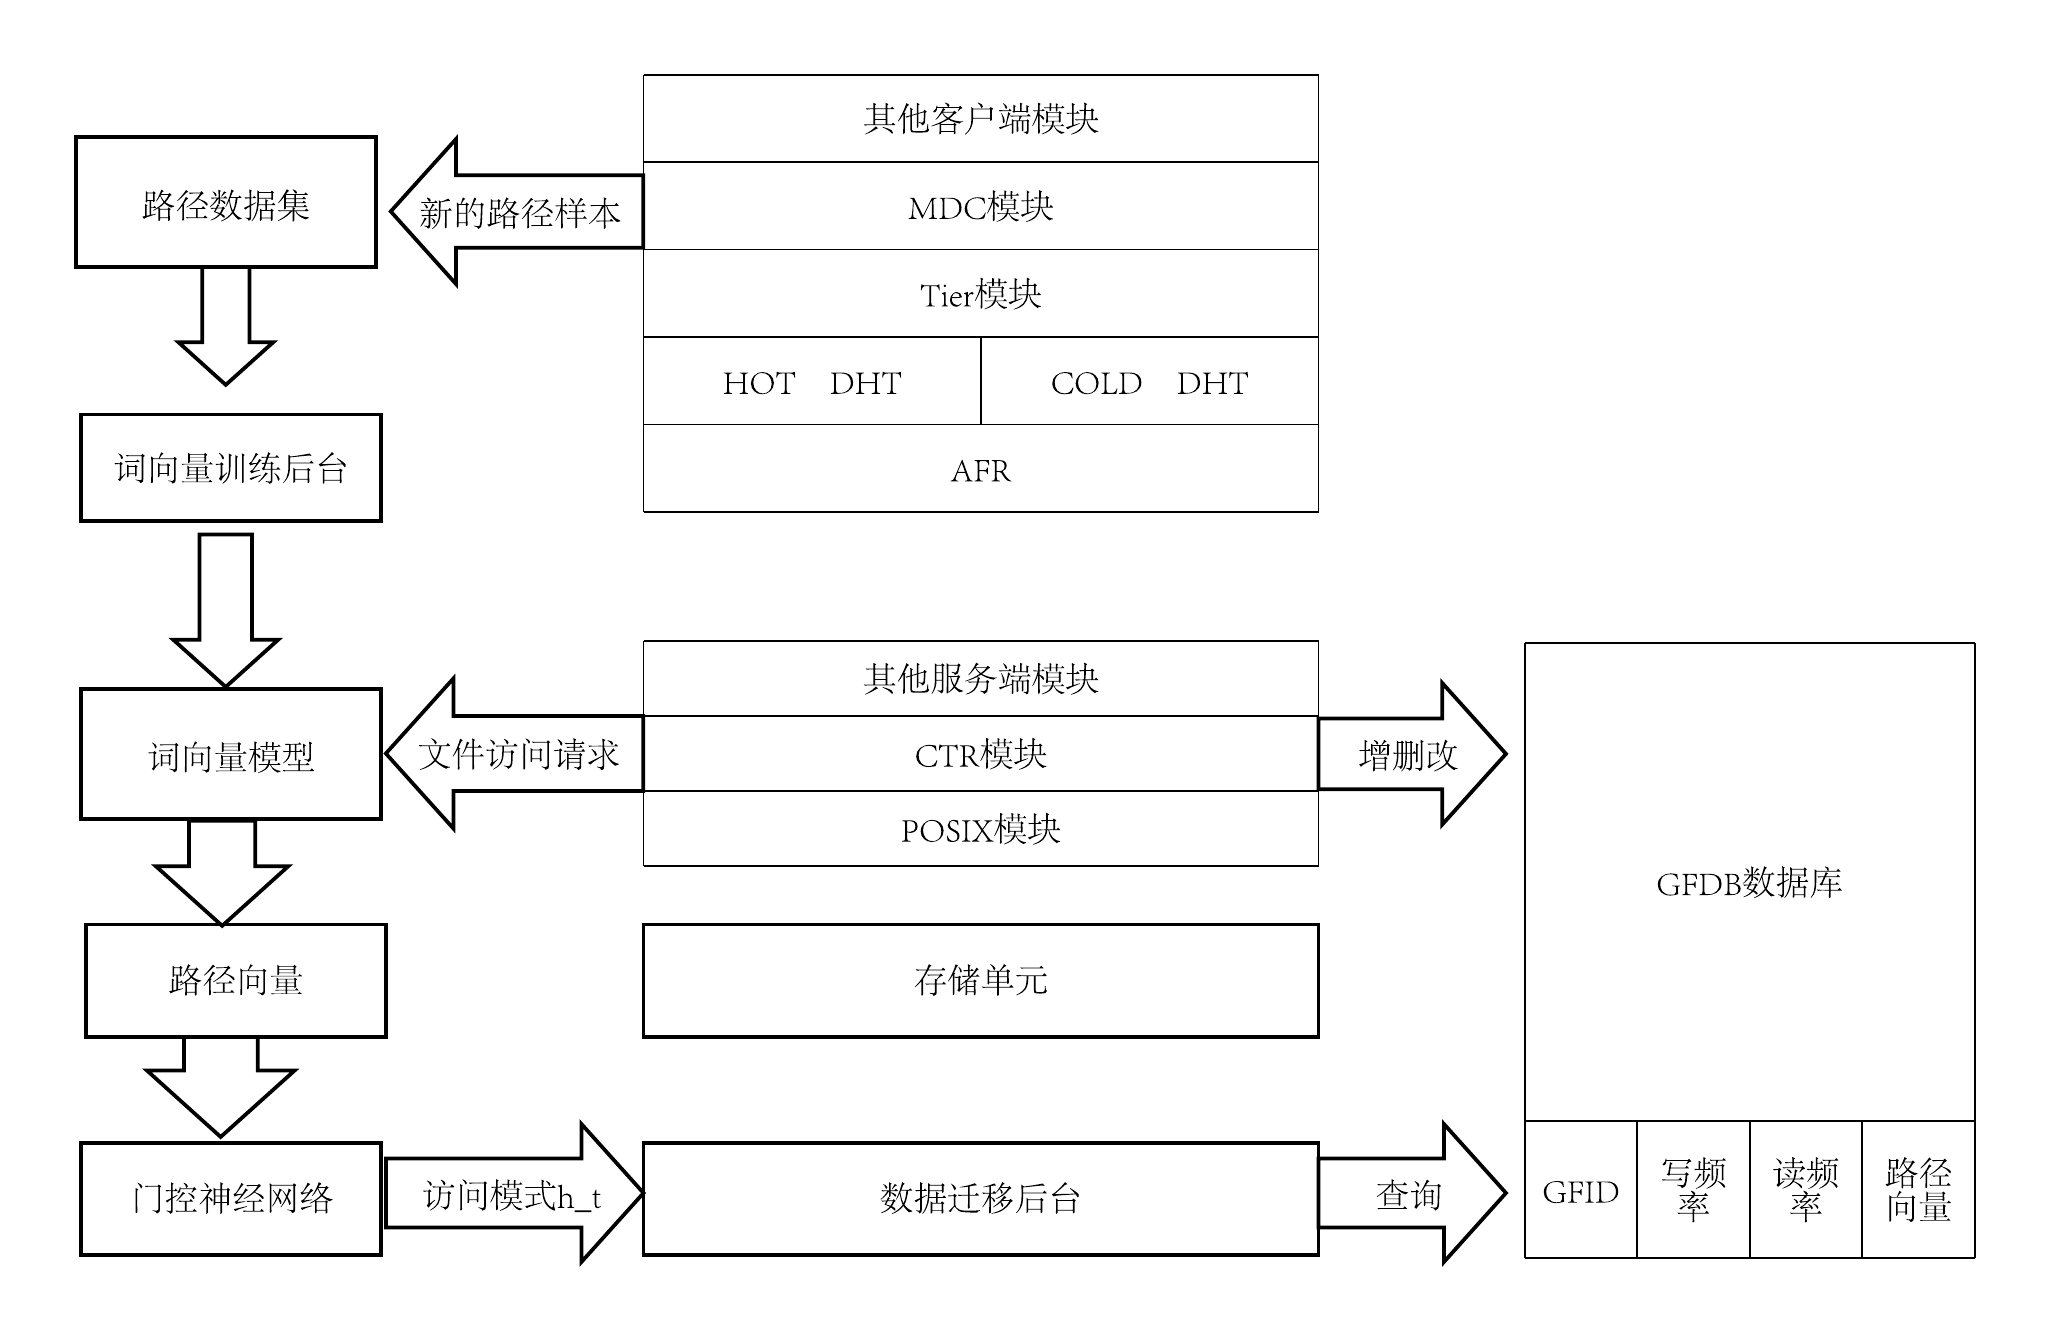 其他客户端模块
路径数据集
新的路径样本
MDC模块
Tier模块
HOT DHT
COLD DHT
词向量训练后台
AFR
其他服务端模块
词向量模型
文件访问请求
CTR模块
增删改
POSIX模块
GFDB数据库
路径向量
存储单元
门控神经网络
访问模式h_t
数据迁移后台
查询
GFID
写频
率
读频
率
路径
向量